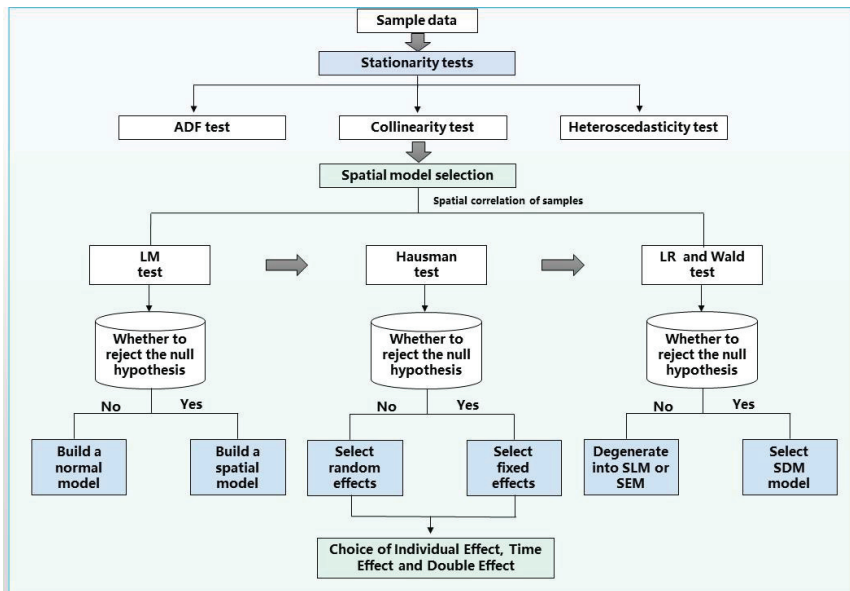 Sample data
Stationarity tests
ADF test
Collinearity test
Heteroscedasticity test
Spatial model selection
Spatial correlation of samples
LM
test
Hausman
test
LR and Wald
test
Whether to
reject the null
hypothesis
Whether to
reject the null
hypothesis
Whether to
reject the null
hypothesis
No
Yes
No
Yes
No
Yes
Build a
normal
model
Build a
spatial
model
Select
random
effects
Select
fixed
effects
Degenerate
into SLM or
SEM
Select
SDM
model
Choice of Individual Effect, Time
Effect and Double Effect